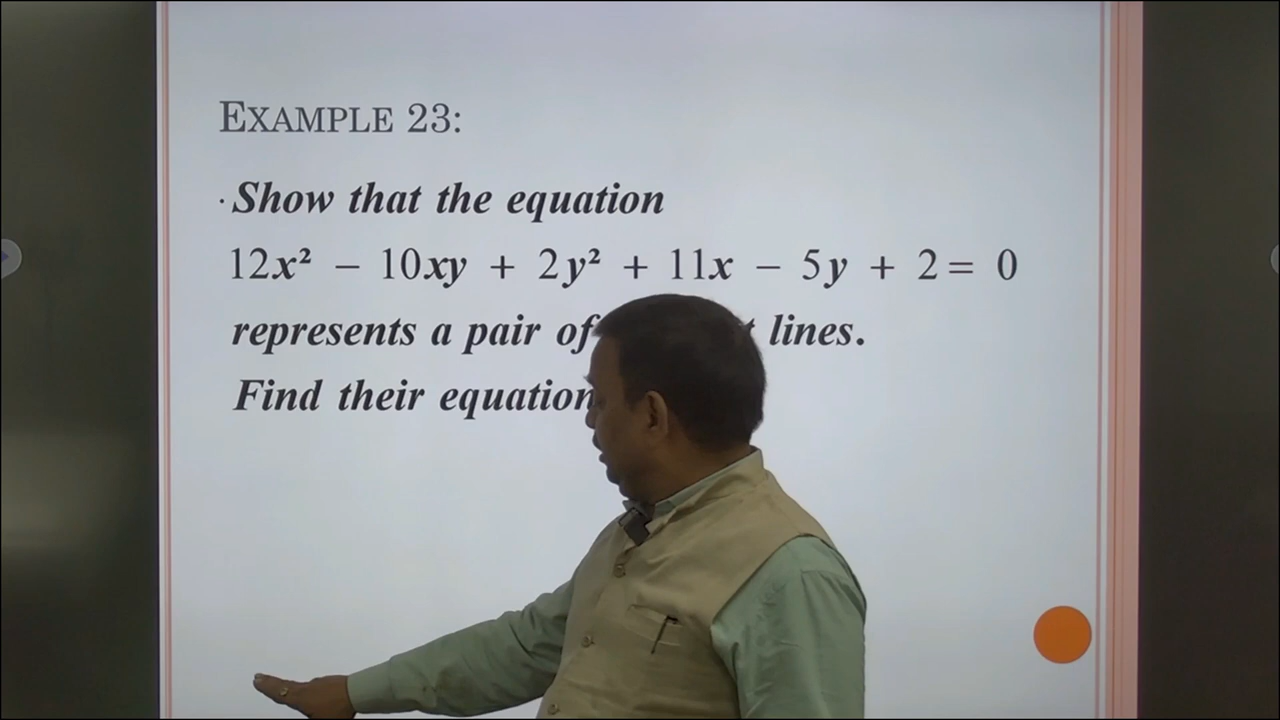 EXAMPLE 23:
· Show that the equation
12x² − 10xy + 2y² + 11x − 5y + 2 = 0
represents a pair of lines.
Find their equation